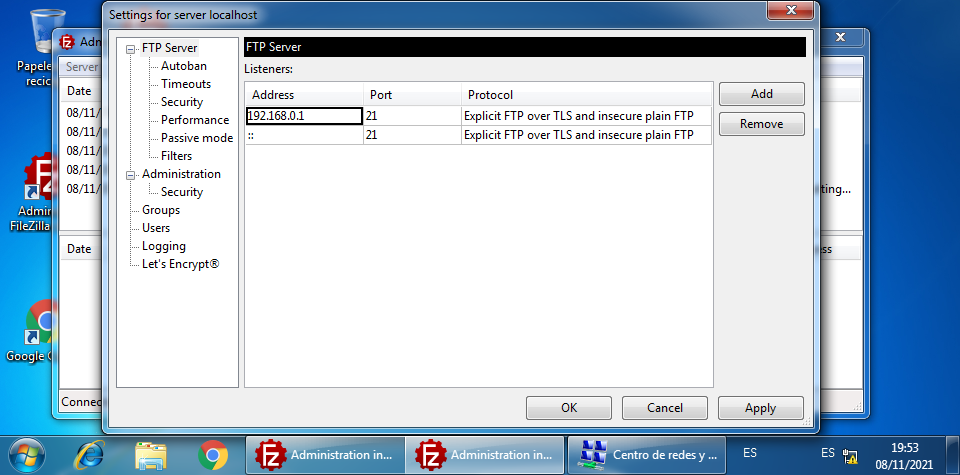 Settings for server localhost
Papele
recic
Admini
Server
Date
08/11/
08/11/
08/11/
08/11/
08/11/
ting...
Date
ess
Connec
Admin
FileZilla
Google C
FTP Server
Autoban
Timeouts
Security
Performance
Passive mode
Filters
Administration
Security
Groups
Users
Logging
Let's Encrypt®
FTP Server
Listeners:
Address Port Protocol
192.168.0.1 21 Explicit FTP over TLS and insecure plain FTP
:: 21 Explicit FTP over TLS and insecure plain FTP
Add
Remove
OK Cancel Apply
Administration in... Administration in... Centro de redes y ... ES ES 19:53
08/11/2021